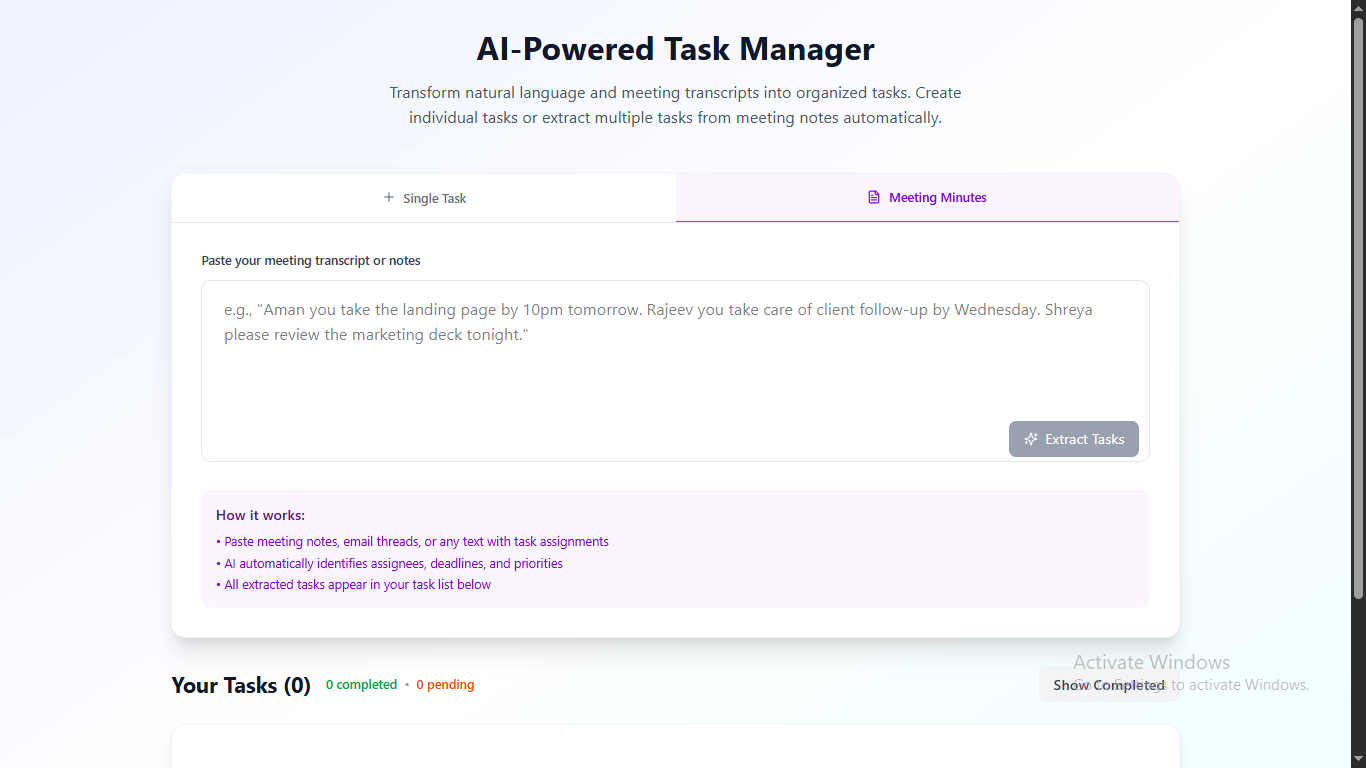 AI-Powered Task Manager
Transform natural language and meeting transcripts into organized tasks. Create
individual tasks or extract multiple tasks from meeting notes automatically.
Single Task
Meeting Minutes
Paste your meeting transcript or notes
e.g., "Aman you take the landing page by 10pm tomorrow. Rajeev you take care of client follow-up by Wednesday. Shreya
please review the marketing deck tonight."
Extract Tasks
How it works:
• Paste meeting notes, email threads, or any text with task assignments
• AI automatically identifies assignees, deadlines, and priorities
• All extracted tasks appear in your task list below
Your Tasks (0)
0 completed • 0 pending
Show Completed
Activate Windows
Go to Settings to activate Windows.